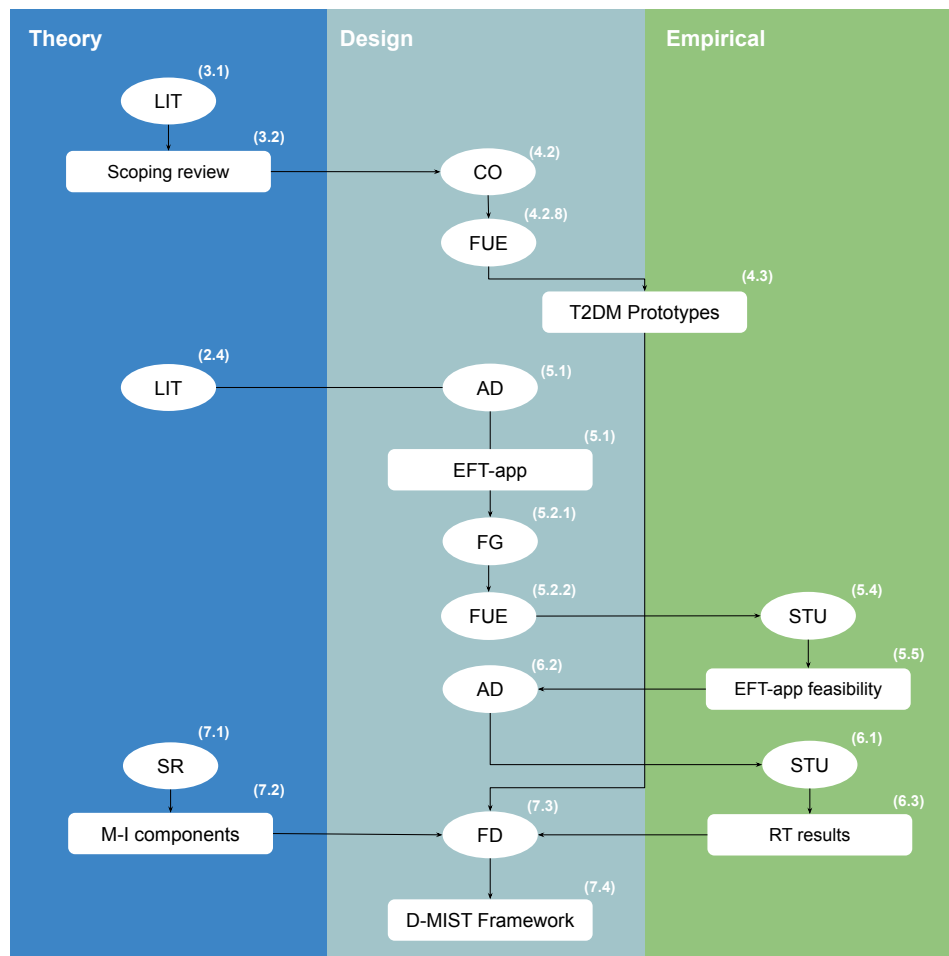 Theory
Design
Empirical
(3.1)
LIT
(3.2)
Scoping review
(4.2)
CO
(4.2.8)
FUE
(4.3)
T2DM Prototypes
(2.4)
LIT
(5.1)
AD
(5.1)
EFT-app
(5.2.1)
FG
(5.2.2)
FUE
(5.4)
STU
(5.5)
EFT-app feasibility
(6.2)
AD
(6.1)
STU
(7.1)
SR
(7.2)
M-I components
(7.3)
FD
(6.3)
RT results
(7.4)
D-MIST Framework